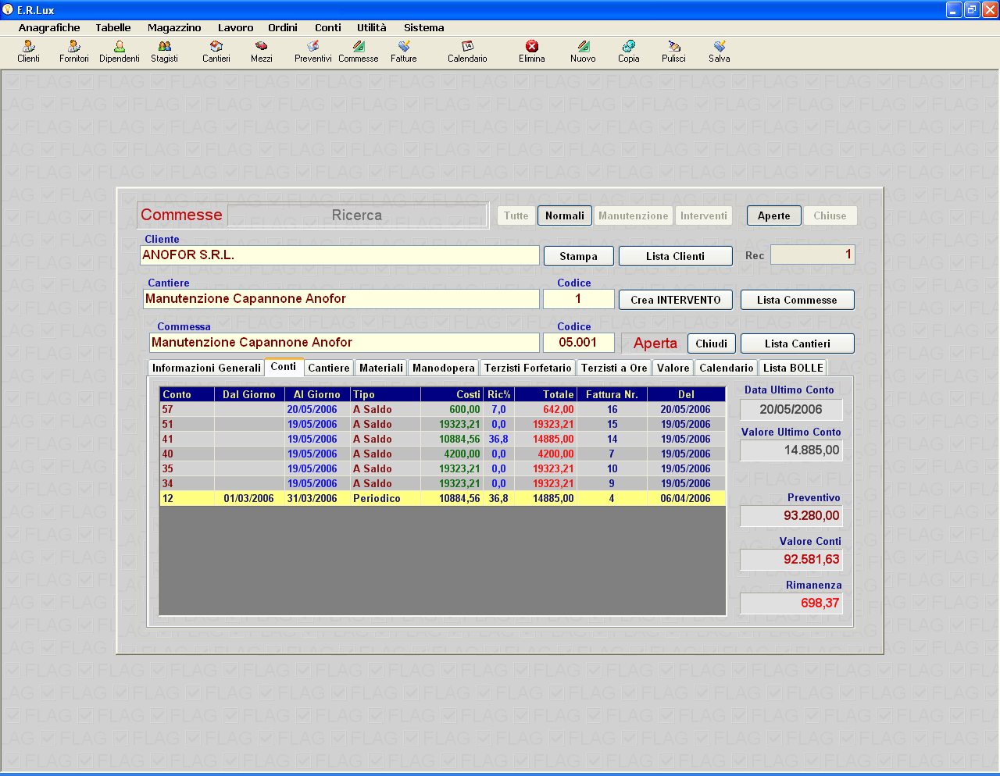 E.R.Lux
Anagrafiche Tabelle Magazzino Lavoro Ordini Conti Utilità Sistema
Clienti Fornitori Dipendenti Stagisti Cantieri Mezzi Preventivi Commesse Fatture Calendario Elimina Nuovo Copia Pulisci Salva
Commesse Ricerca Tutte Normali Manutenzione Interventi Aperte Chiuse
Cliente
ANOFOR S.R.L. Stampa Lista Clienti Rec 1
Cantiere Codice
Manutenzione Capannone Anofor 1 Crea INTERVENTO Lista Commesse
Commessa Codice
Manutenzione Capannone Anofor 05.001 Aperta Chiudi Lista Cantieri
Informazioni Generali Conti Cantiere Materiali Manodopera Terzisti Forfetario Terzisti a Ore Valore Calendario Lista BOLLE
Conto Dal Giorno Al Giorno Tipo Costi Ric% Totale Fattura Nr. Del
57 20/05/2006 A Saldo 600,00 7,0 642,00 16 20/05/2006
51 19/05/2006 A Saldo 19323,21 0,0 19323,21 15 19/05/2006
41 19/05/2006 A Saldo 10884,56 36,8 14885,00 14 19/05/2006
40 19/05/2006 A Saldo 4200,00 0,0 4200,00 7 19/05/2006
35 19/05/2006 A Saldo 19323,21 0,0 19323,21 10 19/05/2006
34 19/05/2006 A Saldo 19323,21 0,0 19323,21 9 19/05/2006
12 01/03/2006 31/03/2006 Periodico 10884,56 36,8 14885,00 4 06/04/2006
Data Ultimo Conto
20/05/2006
Valore Ultimo Conto
14.885,00
Preventivo
93.280,00
Valore Conti
92.581,63
Rimanenza
698,37